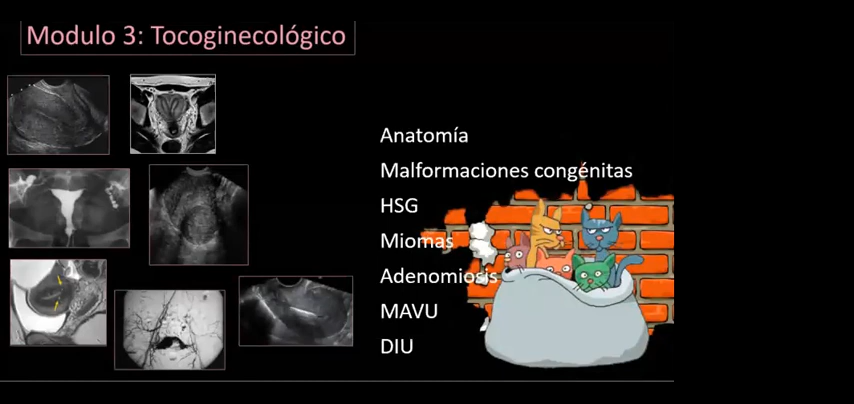 Modulo 3: Tocoginecológico
Anatomía
Malformaciones congénitas
HSG
Miomas
Adenomiosis
MAVU
DIU